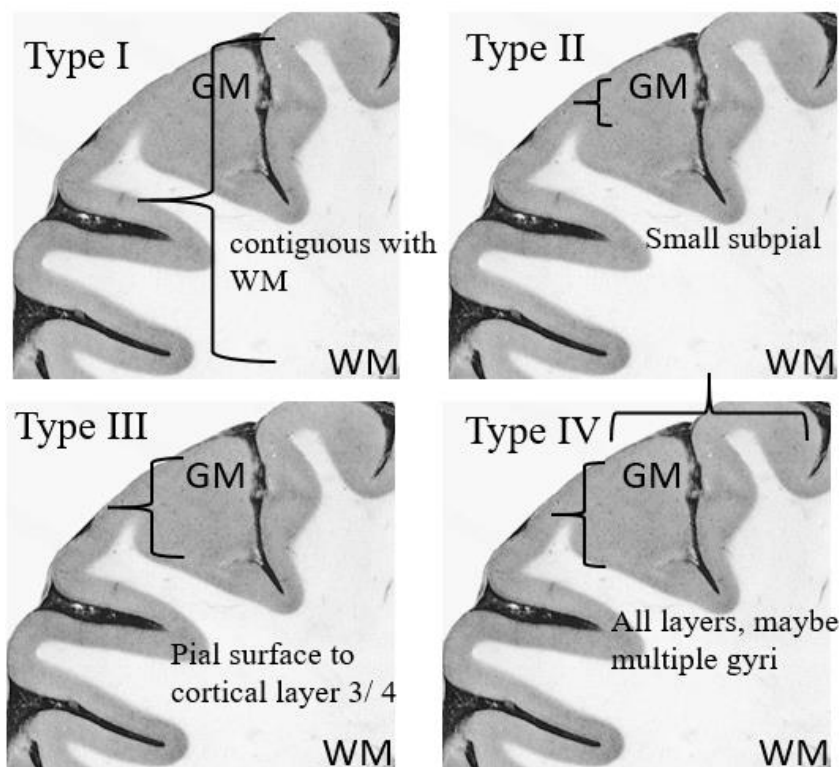 Type I
GM
contiguous with
WM
WM
Type II
GM
Small subpial
WM
Type III
GM
Pial surface to
cortical layer 3/ 4
WM
Type IV
GM
All layers, maybe
multiple gyri
WM